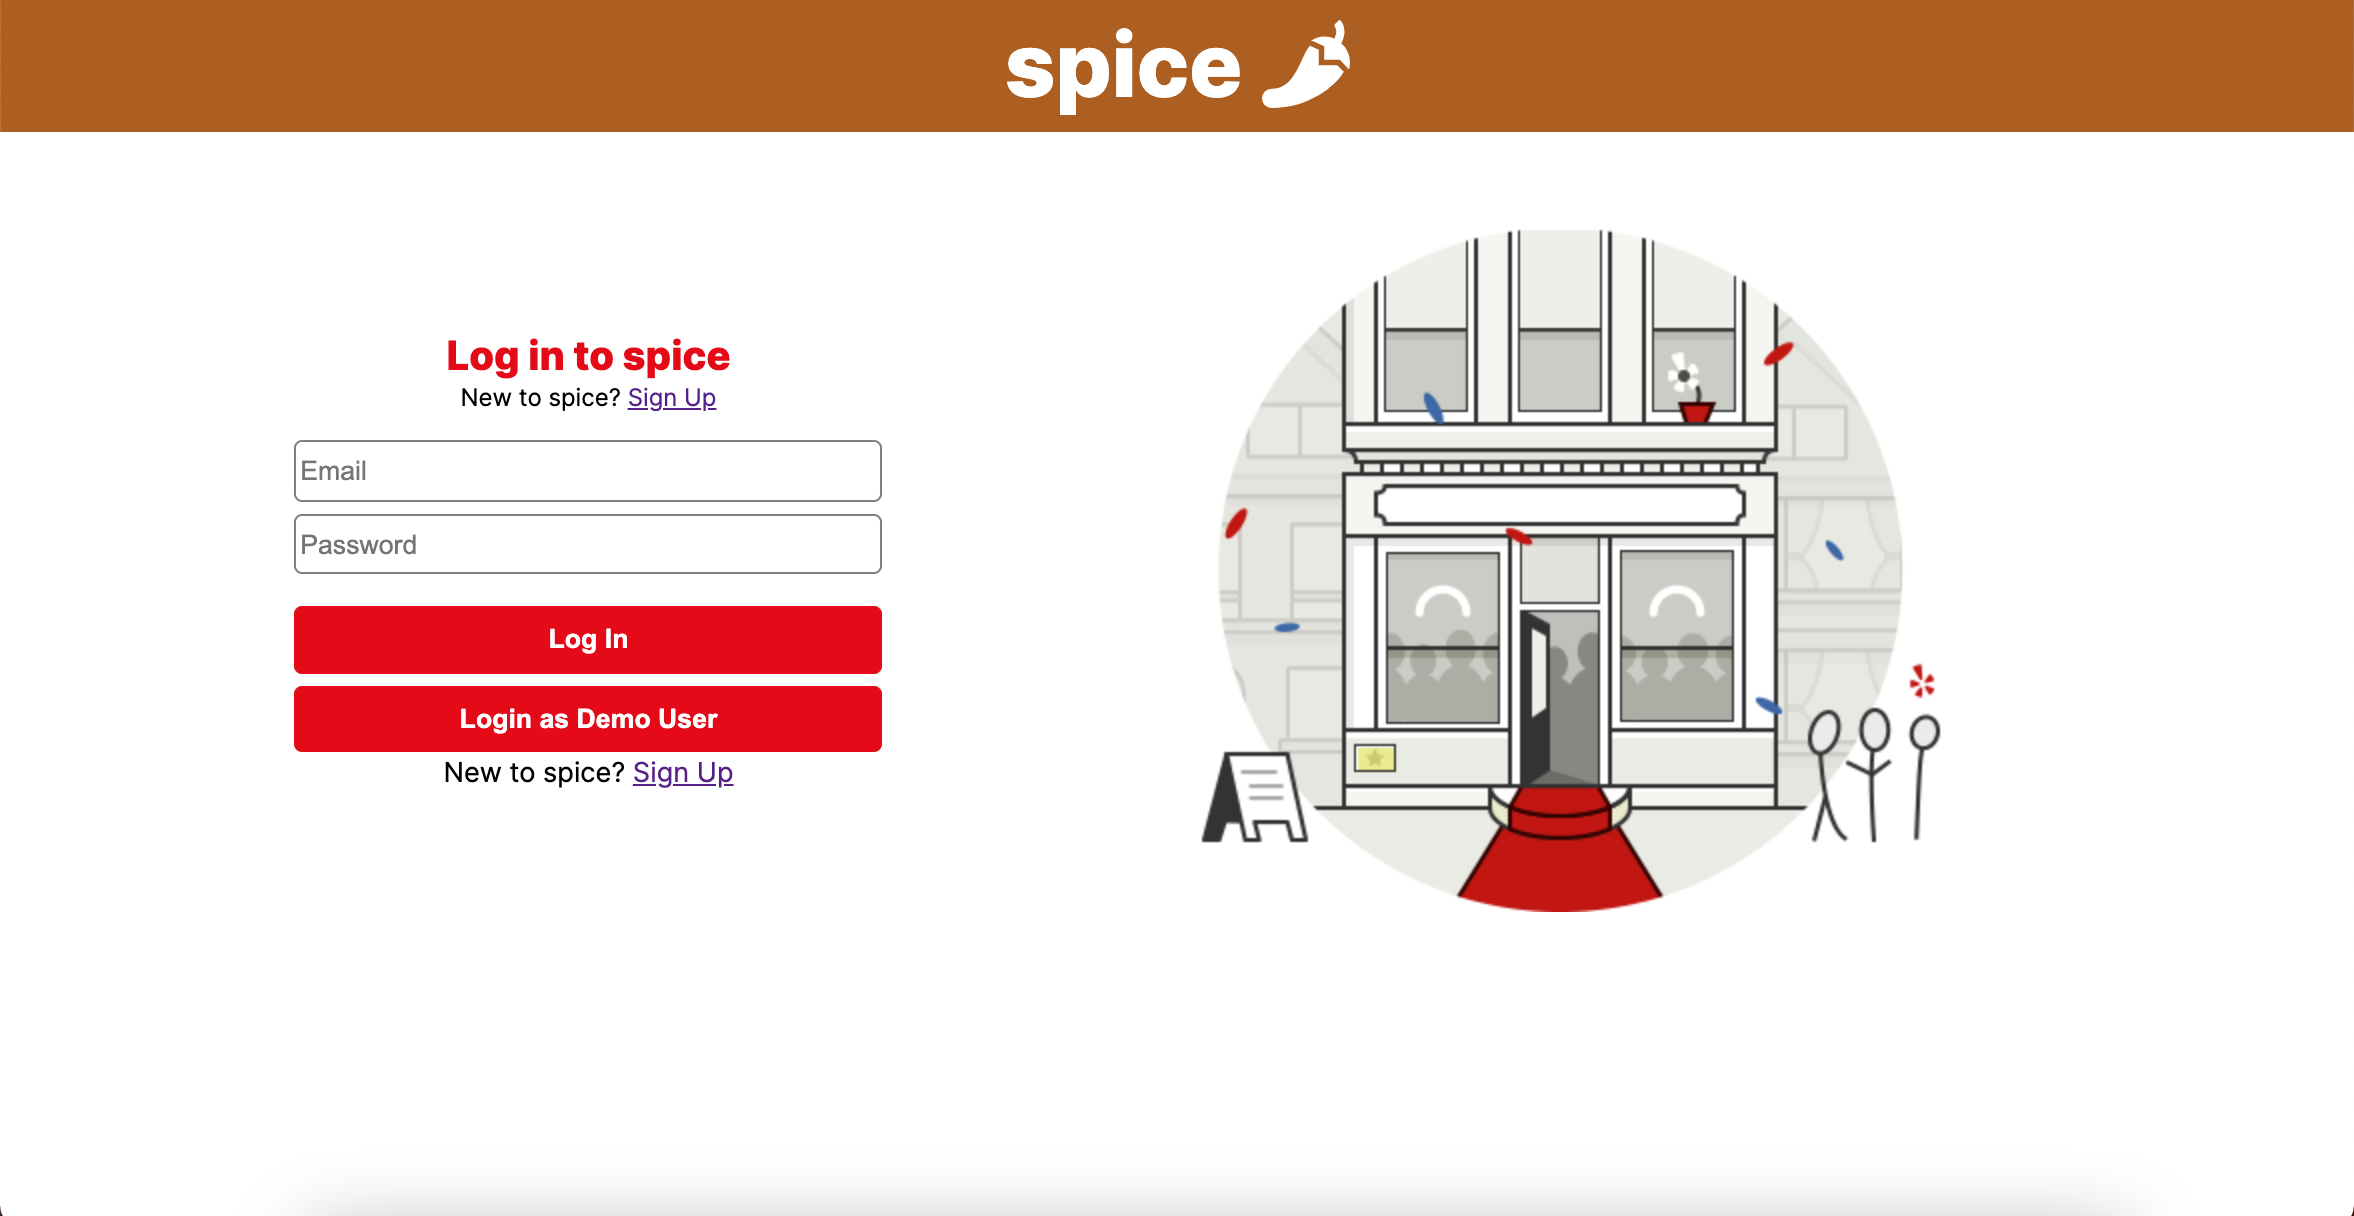 spice
Log in to spice
New to spice? Sign Up
Email
Password
Log In
Login as Demo User
New to spice? Sign Up